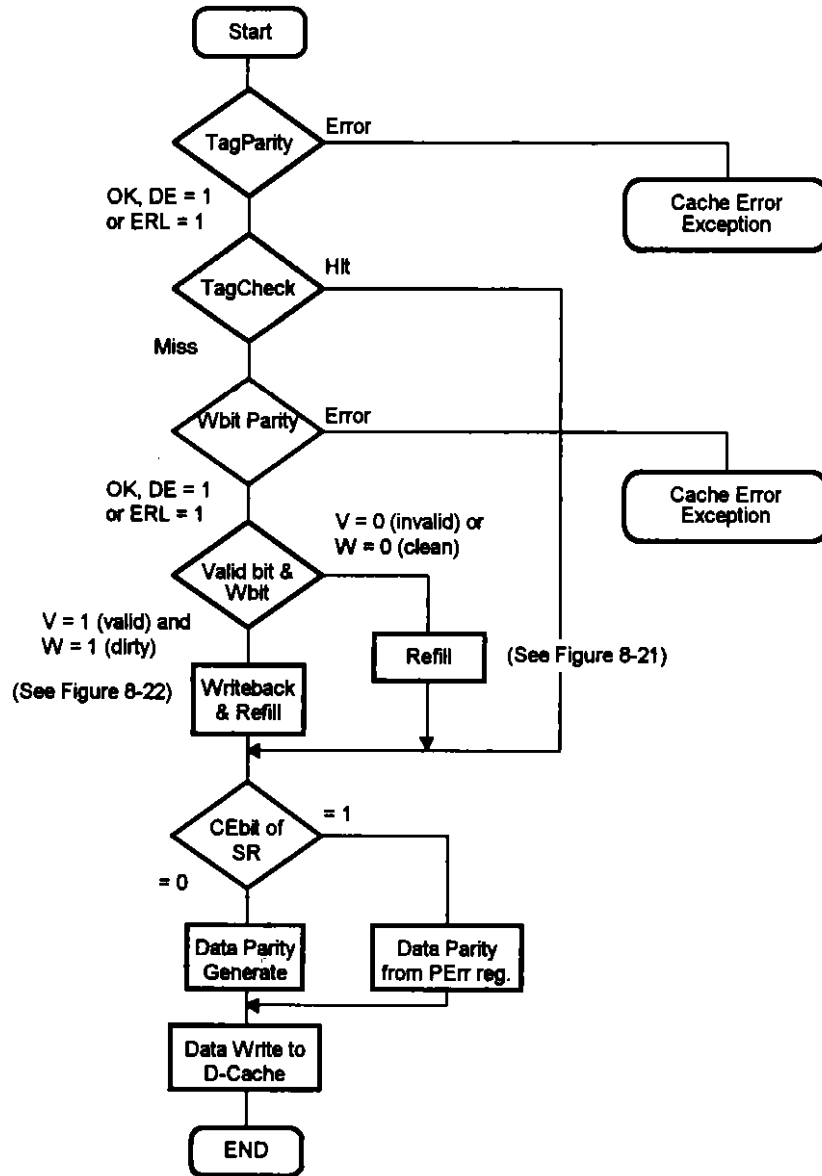 Start
TagParity
Error
OK, DE = 1
or ERL = 1
Cache Error
Exception
TagCheck
Hit
Miss
Wbit Parity
Error
OK, DE = 1
or ERL = 1
Cache Error
Exception
V = 0 (invalid) or
W = 0 (clean)
Valid bit &
Wbit
V = 1 (valid) and
W = 1 (dirty)
Refill
(See Figure 8-21)
(See Figure 8-22)
Writeback
& Refill
CEbit of
SR
= 1
= 0
Data Parity
Generate
Data Parity
from PErr reg.
Data Write to
D-Cache
END